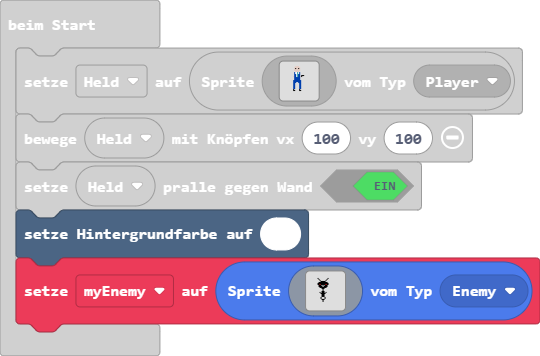 beim Start
setze Held auf Sprite vom Typ Player
bewege Held mit Knöpfen vx 100 vy 100
setze Held pralle gegen Wand EIN
setze Hintergrundfarbe auf
setze myEnemy auf Sprite vom Typ Enemy